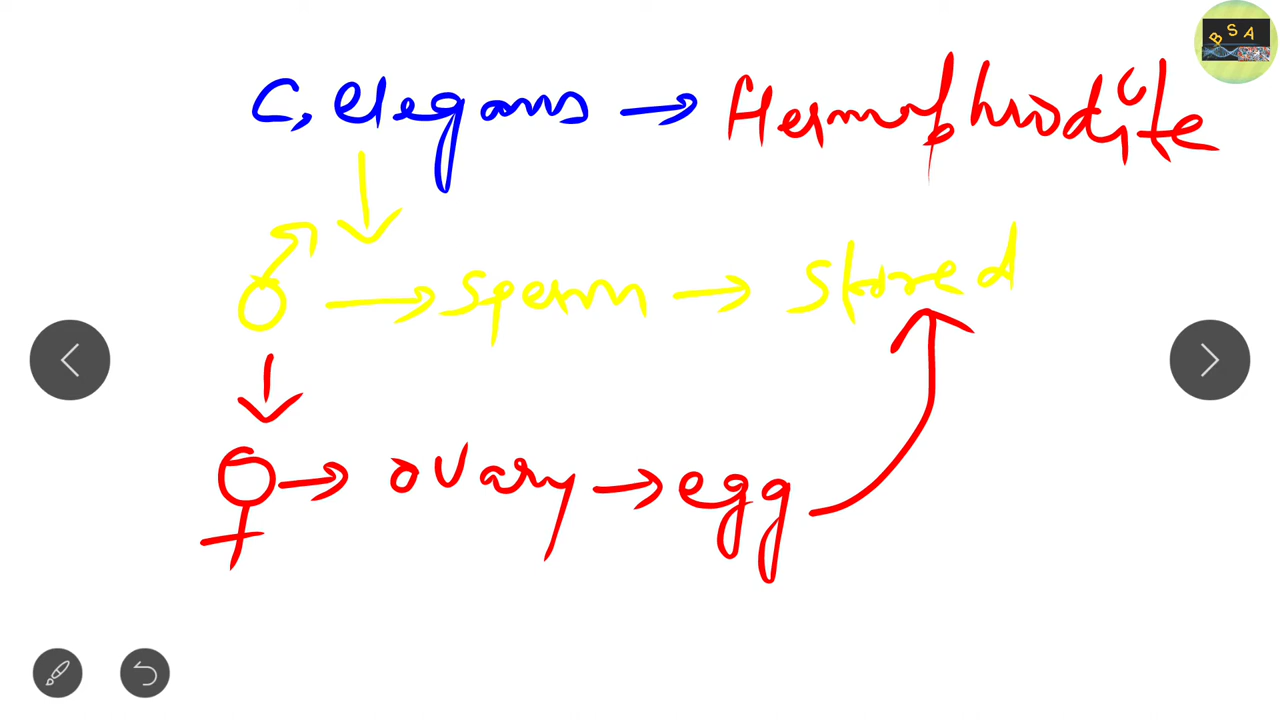 BSA
C. elegans → Hermaphrodite
♂ → sperm → stored
♀ → ovary → egg